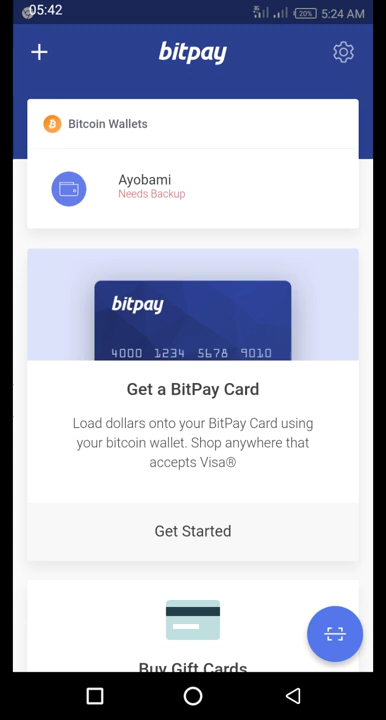 05:42
20%
5:24 AM
bitpay
Bitcoin Wallets
Ayobami
Needs Backup
bitpay
4000 1234 5678 9010
Get a BitPay Card
Load dollars onto your BitPay Card using
your bitcoin wallet. Shop anywhere that
accepts Visa®
Get Started
Buy Gift Cards